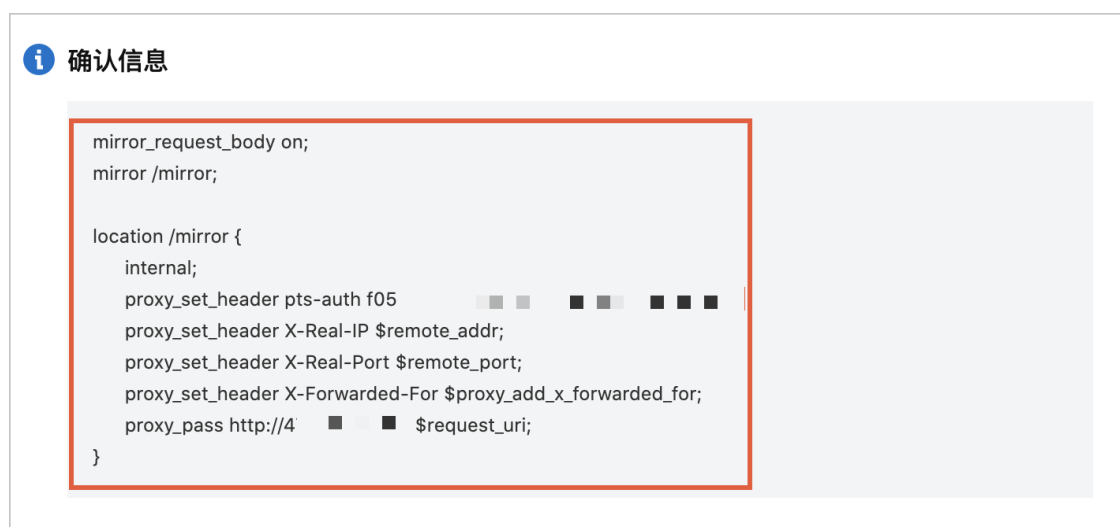 确认信息
mirror_request_body on;
mirror /mirror;
location /mirror {
internal;
proxy_set_header pts-auth f05
proxy_set_header X-Real-IP $remote_addr;
proxy_set_header X-Real-Port $remote_port;
proxy_set_header X-Forwarded-For $proxy_add_x_forwarded_for;
proxy_pass http://4 $request_uri;
}